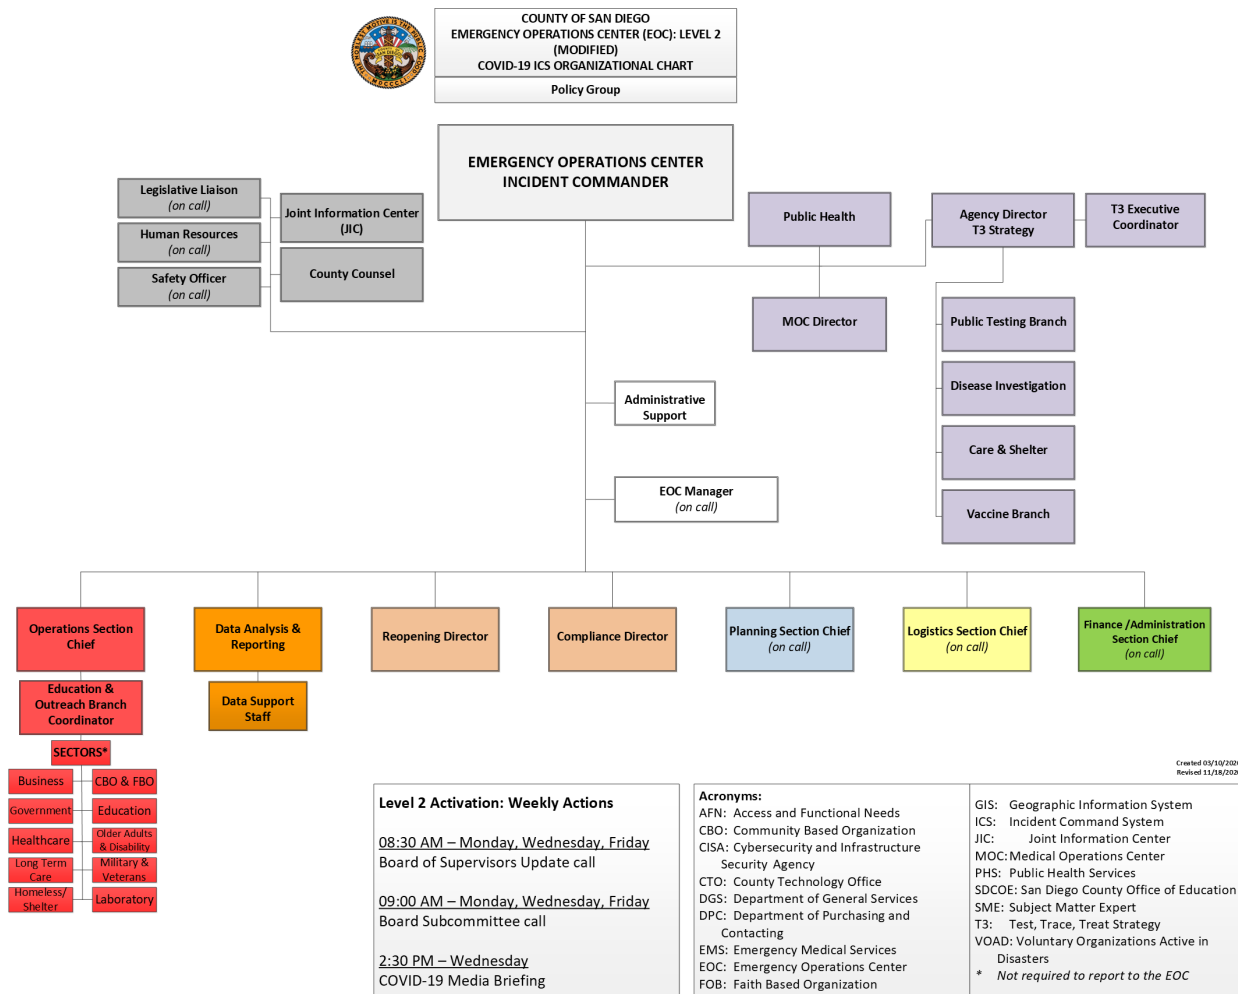 COUNTY OF SAN DIEGO
EMERGENCY OPERATIONS CENTER (EOC): LEVEL 2
(MODIFIED)
COVID-19 ICS ORGANIZATIONAL CHART
Policy Group
EMERGENCY OPERATIONS CENTER
INCIDENT COMMANDER
Legislative Liaison
(on call)
Human Resources
(on call)
Safety Officer
(on call)
Joint Information Center
(JIC)
County Counsel
Public Health
MOC Director
Agency Director
T3 Strategy
T3 Executive
Coordinator
Public Testing Branch
Disease Investigation
Care & Shelter
Vaccine Branch
Administrative
Support
EOC Manager
(on call)
Operations Section
Chief
Data Analysis &
Reporting
Reopening Director
Compliance Director
Planning Section Chief
(on call)
Logistics Section Chief
(on call)
Finance /Administration
Section Chief
(on call)
Education &
Outreach Branch
Coordinator
Data Support
Staff
SECTORS*
Business
CBO & FBO
Government
Education
Healthcare
Older Adults
& Disability
Long Term
Care
Military &
Veterans
Homeless/
Shelter
Laboratory
Created 03/10/2020
Revised 11/18/2020
Level 2 Activation: Weekly Actions
08:30 AM – Monday, Wednesday, Friday
Board of Supervisors Update call
09:00 AM – Monday, Wednesday, Friday
Board Subcommittee call
2:30 PM – Wednesday
COVID-19 Media Briefing
Acronyms:
AFN: Access and Functional Needs
CBO: Community Based Organization
CISA: Cybersecurity and Infrastructure
Security Agency
CTO: County Technology Office
DGS: Department of General Services
DPC: Department of Purchasing and
Contacting
EMS: Emergency Medical Services
EOC: Emergency Operations Center
FOB: Faith Based Organization
GIS: Geographic Information System
ICS: Incident Command System
JIC: Joint Information Center
MOC: Medical Operations Center
PHS: Public Health Services
SDCOE: San Diego County Office of Education
SME: Subject Matter Expert
T3: Test, Trace, Treat Strategy
VOAD: Voluntary Organizations Active in
Disasters
* Not required to report to the EOC